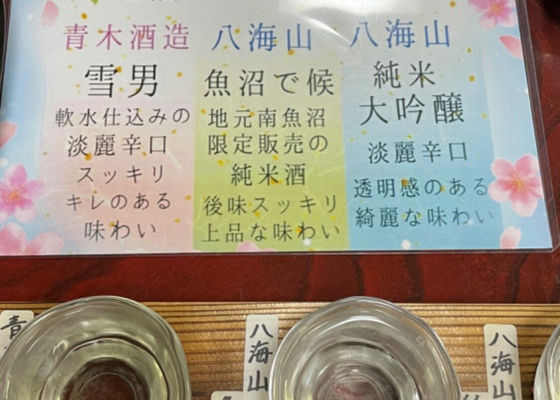 青木酒造
雪男
軟水仕込みの
淡麗辛口
スッキリ
キレのある
味わい
八海山
魚沼で候
地元南魚沼
限定販売の
純米酒
後味スッキリ
上品な味わい
八海山
純米
大吟醸
淡麗辛口
透明感のある
綺麗な味わい
青
八海山
八海山